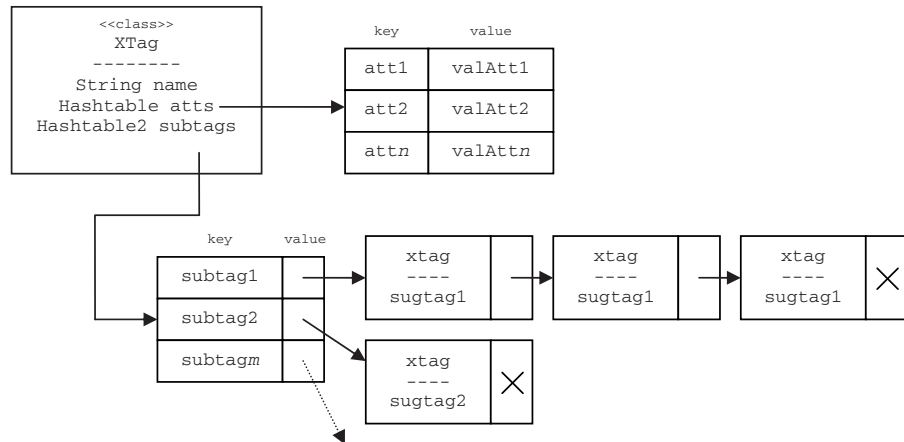 <<class>>
XTag
--------
String name
Hashtable atts
Hashtable2 subtags
key value
att1 valAtt1
att2 valAtt2
attn valAttn
key value
subtag1
subtag2
subtagm
xtag
----
sugtag1
xtag
----
sugtag1
xtag
----
sugtag1
xtag
----
sugtag2